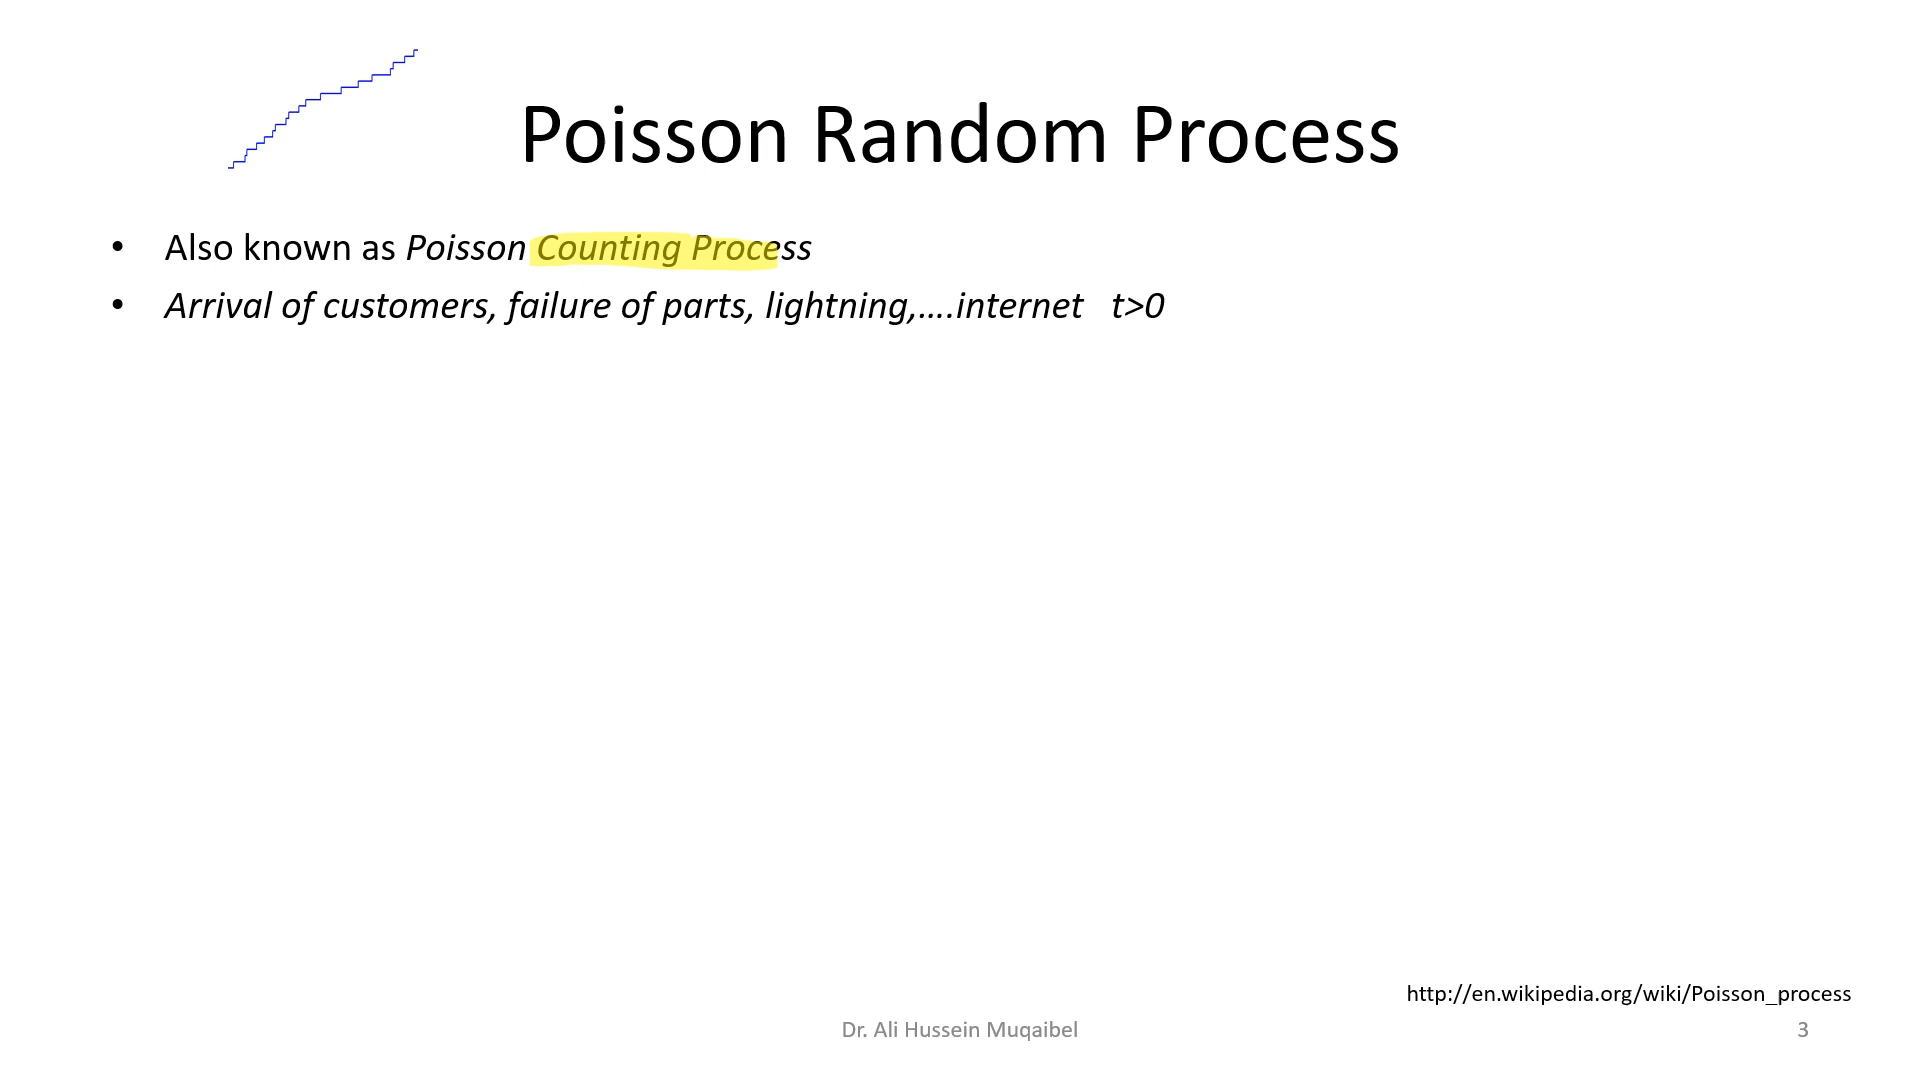 Poisson Random Process
• Also known as Poisson Counting Process
• Arrival of customers, failure of parts, lightning,....internet t>0
http://en.wikipedia.org/wiki/Poisson_process
Dr. Ali Hussein Muqaibel
3